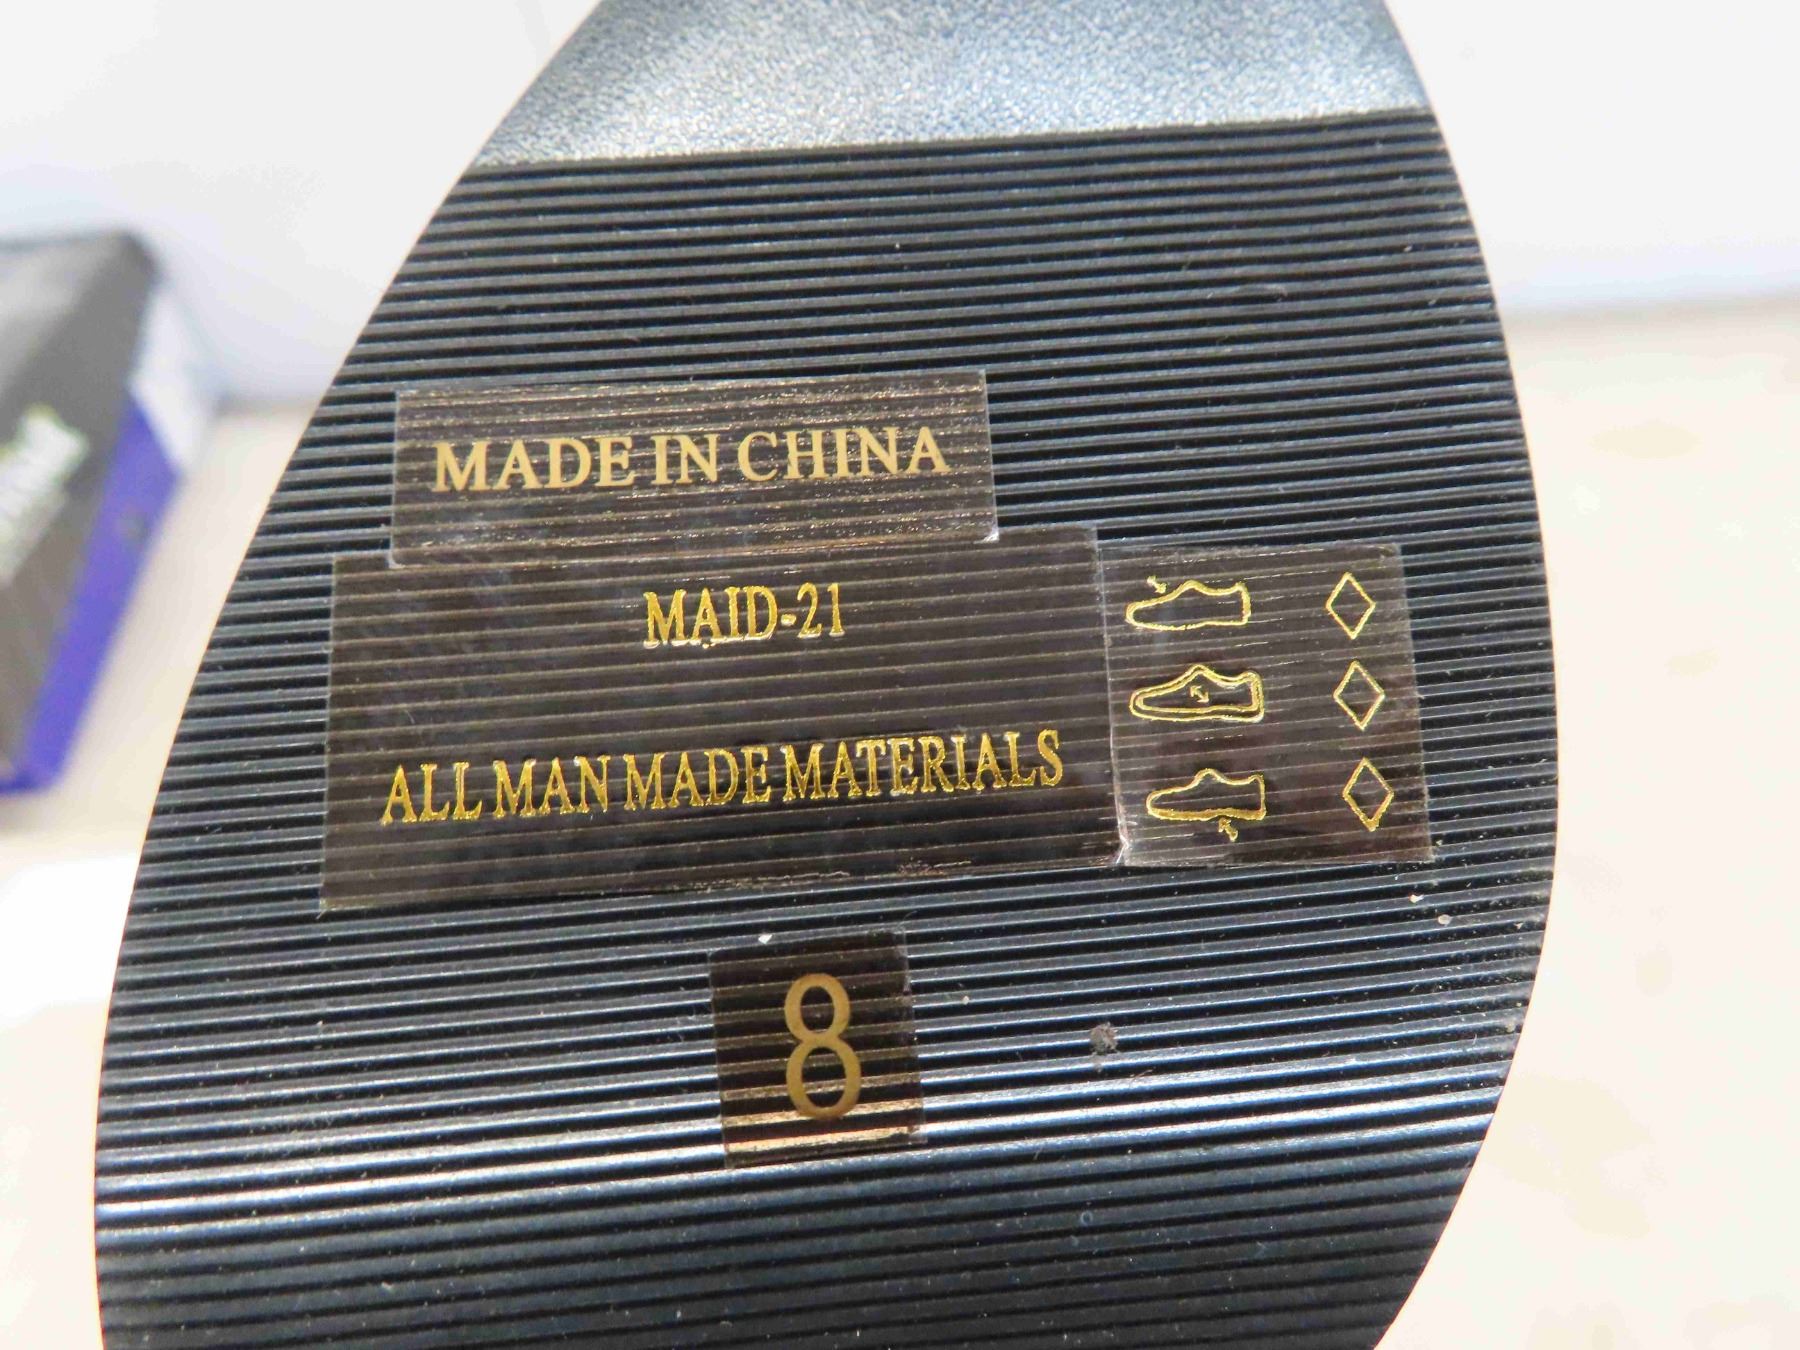 MADE IN CHINA
MAID-21
ALL MAN MADE MATERIALS
8